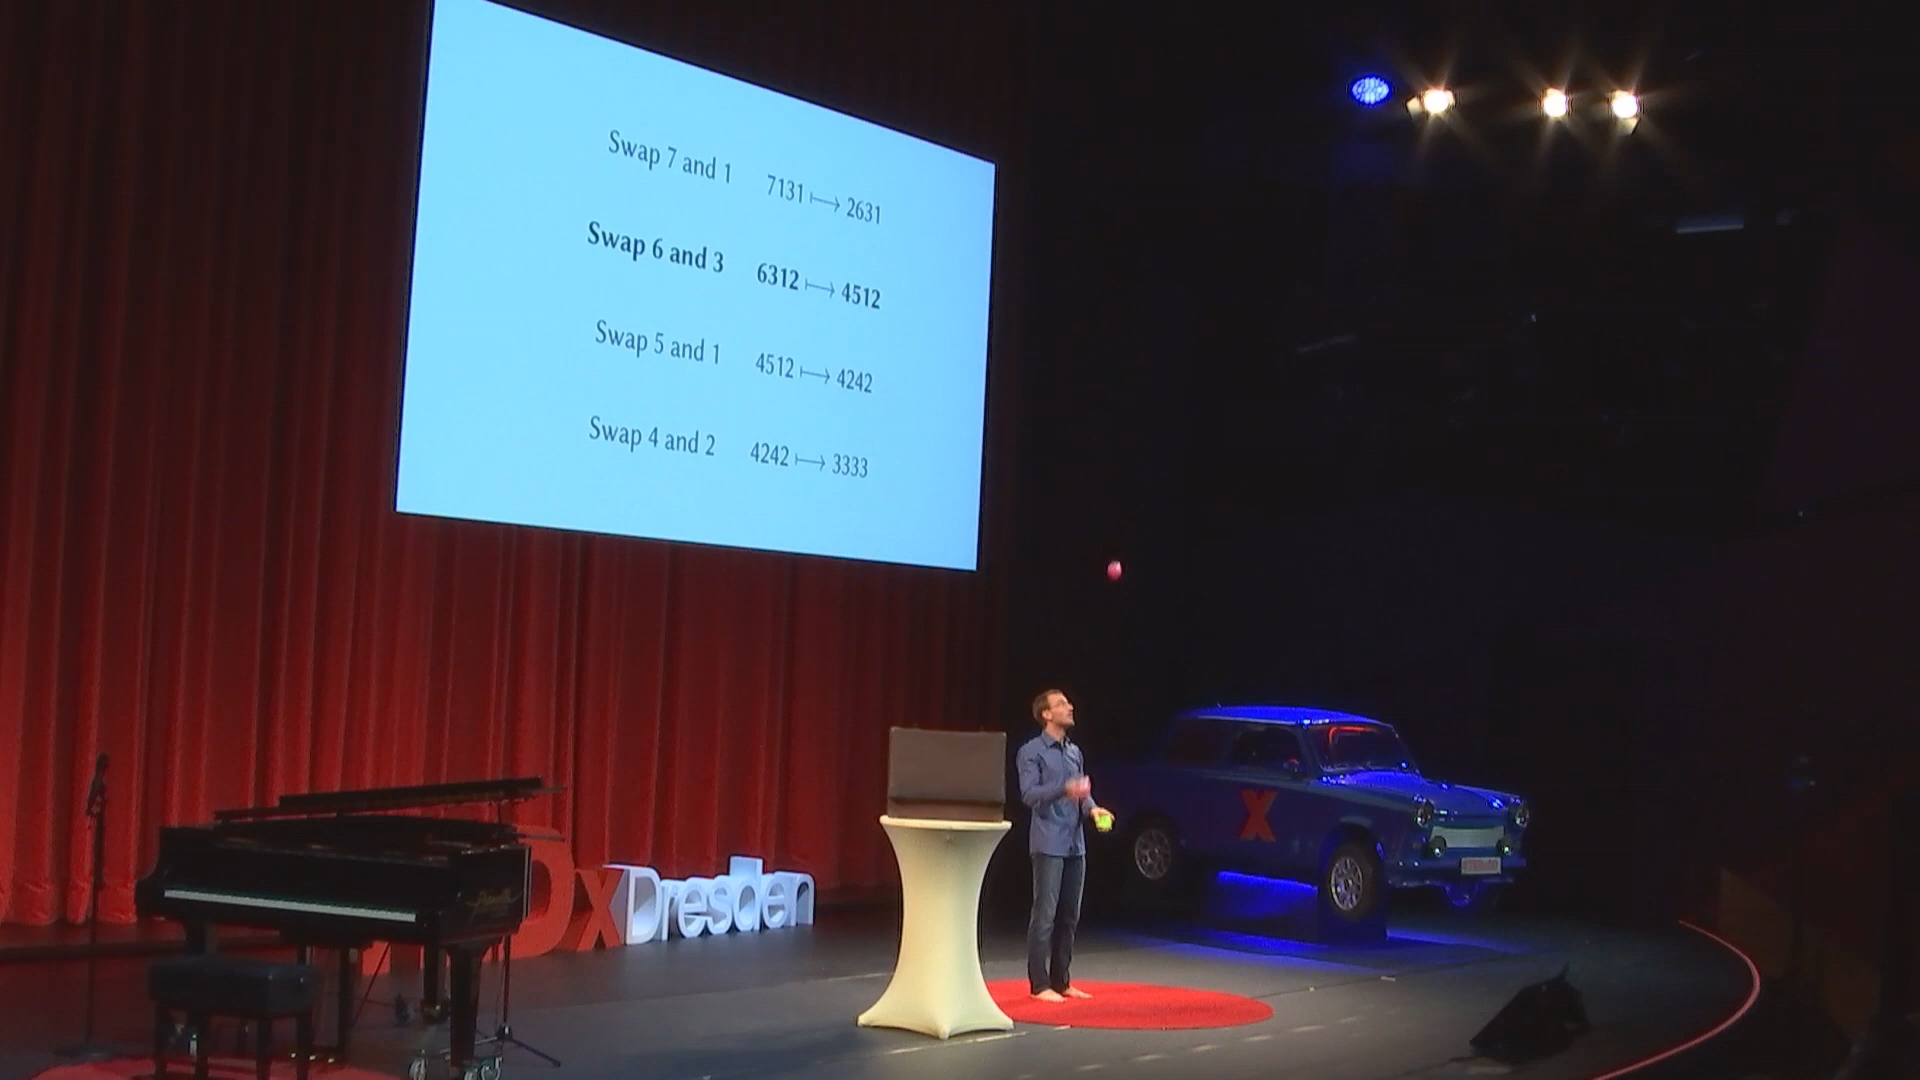 Swap 7 and 1 7131 ⟼ 2631
Swap 6 and 3 6312 ⟼ 4512
Swap 5 and 1 4512 ⟼ 4242
Swap 4 and 2 4242 ⟼ 3333
X
DxDresden